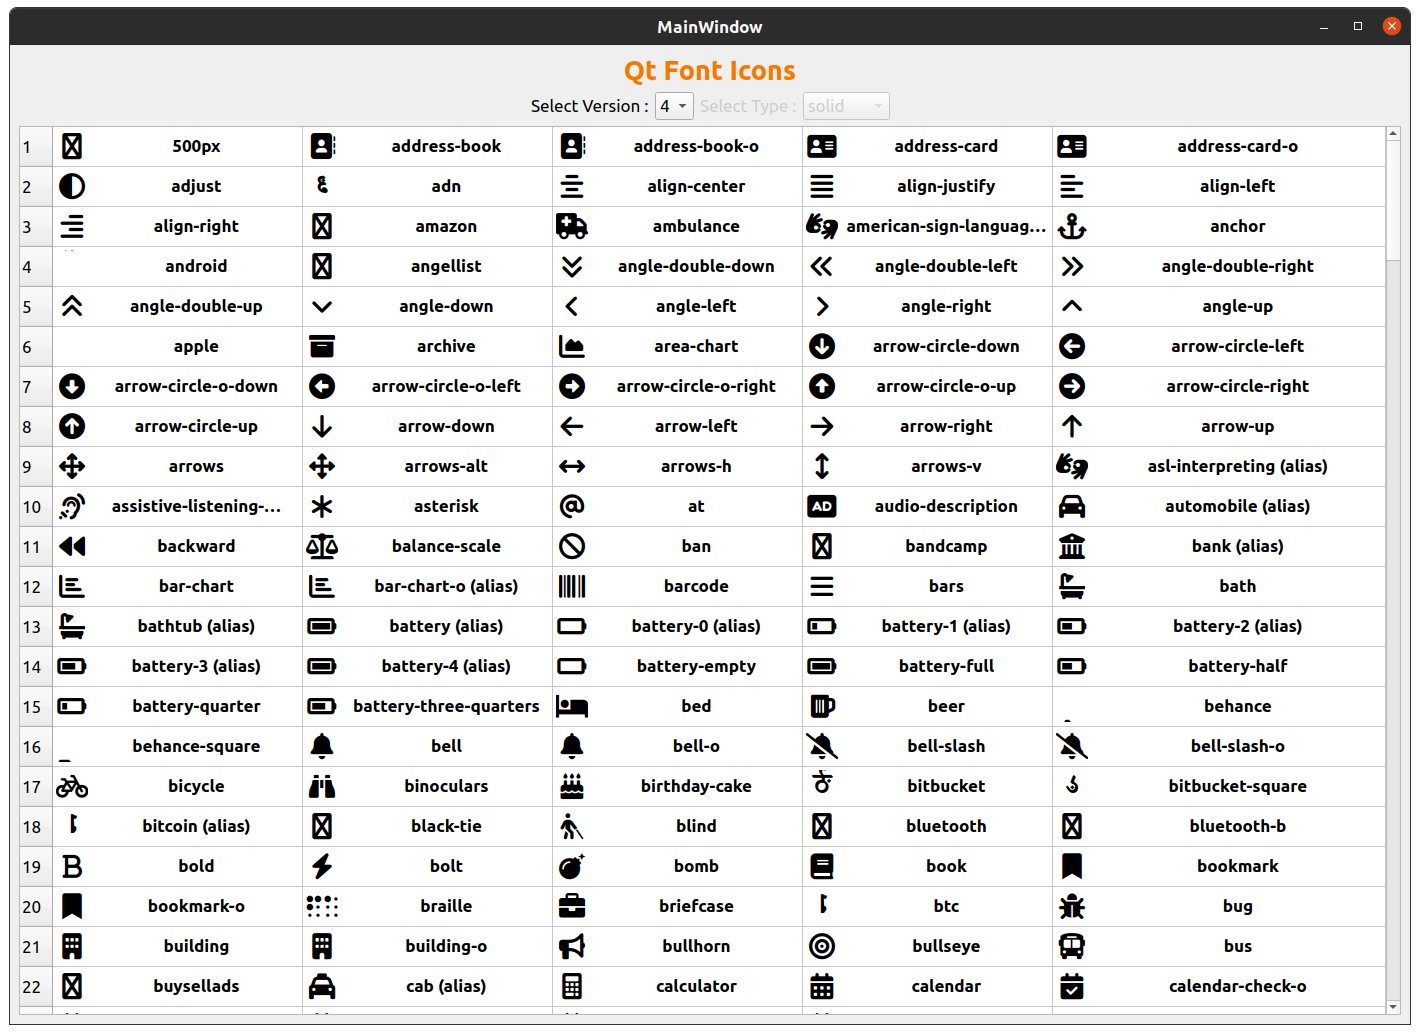 MainWindow
Qt Font Icons
Select Version : 4 Select Type : solid
1 500px address-book address-book-o address-card address-card-o
2 adjust adn align-center align-justify align-left
3 align-right amazon ambulance american-sign-languag... anchor
4 android angellist angle-double-down angle-double-left angle-double-right
5 angle-double-up angle-down angle-left angle-right angle-up
6 apple archive area-chart arrow-circle-down arrow-circle-left
7 arrow-circle-o-down arrow-circle-o-left arrow-circle-o-right arrow-circle-o-up arrow-circle-right
8 arrow-circle-up arrow-down arrow-left arrow-right arrow-up
9 arrows arrows-alt arrows-h arrows-v asl-interpreting (alias)
10 assistive-listening-... asterisk at audio-description automobile (alias)
11 backward balance-scale ban bandcamp bank (alias)
12 bar-chart bar-chart-o (alias) barcode bars bath
13 bathtub (alias) battery (alias) battery-0 (alias) battery-1 (alias) battery-2 (alias)
14 battery-3 (alias) battery-4 (alias) battery-empty battery-full battery-half
15 battery-quarter battery-three-quarters bed beer behance
16 behance-square bell bell-o bell-slash bell-slash-o
17 bicycle binoculars birthday-cake bitbucket bitbucket-square
18 bitcoin (alias) black-tie blind bluetooth bluetooth-b
19 bold bolt bomb book bookmark
20 bookmark-o braille briefcase btc bug
21 building building-o bullhorn bullseye bus
22 buysellads cab (alias) calculator calendar calendar-check-o